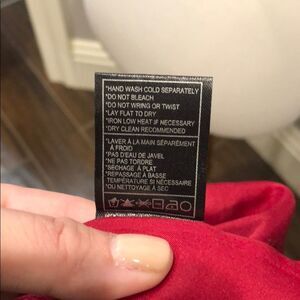 *HAND WASH COLD SEPARATELY
*DO NOT BLEACH
*DO NOT WRING OR TWIST
*LAY FLAT TO DRY
*IRON LOW HEAT IF NECESSARY
*DRY CLEAN RECOMMENDED
*LAVER À LA MAIN SÉPARÉMENT
À FROID
*PAS D'EAU DE JAVEL
*NE PAS TORDRE
*SÉCHAGE À PLAT
*REPASSAGE À BASSE
TEMPÉRATURE SI NÉCESSAIRE
*OU NETTOYAGE À SEC